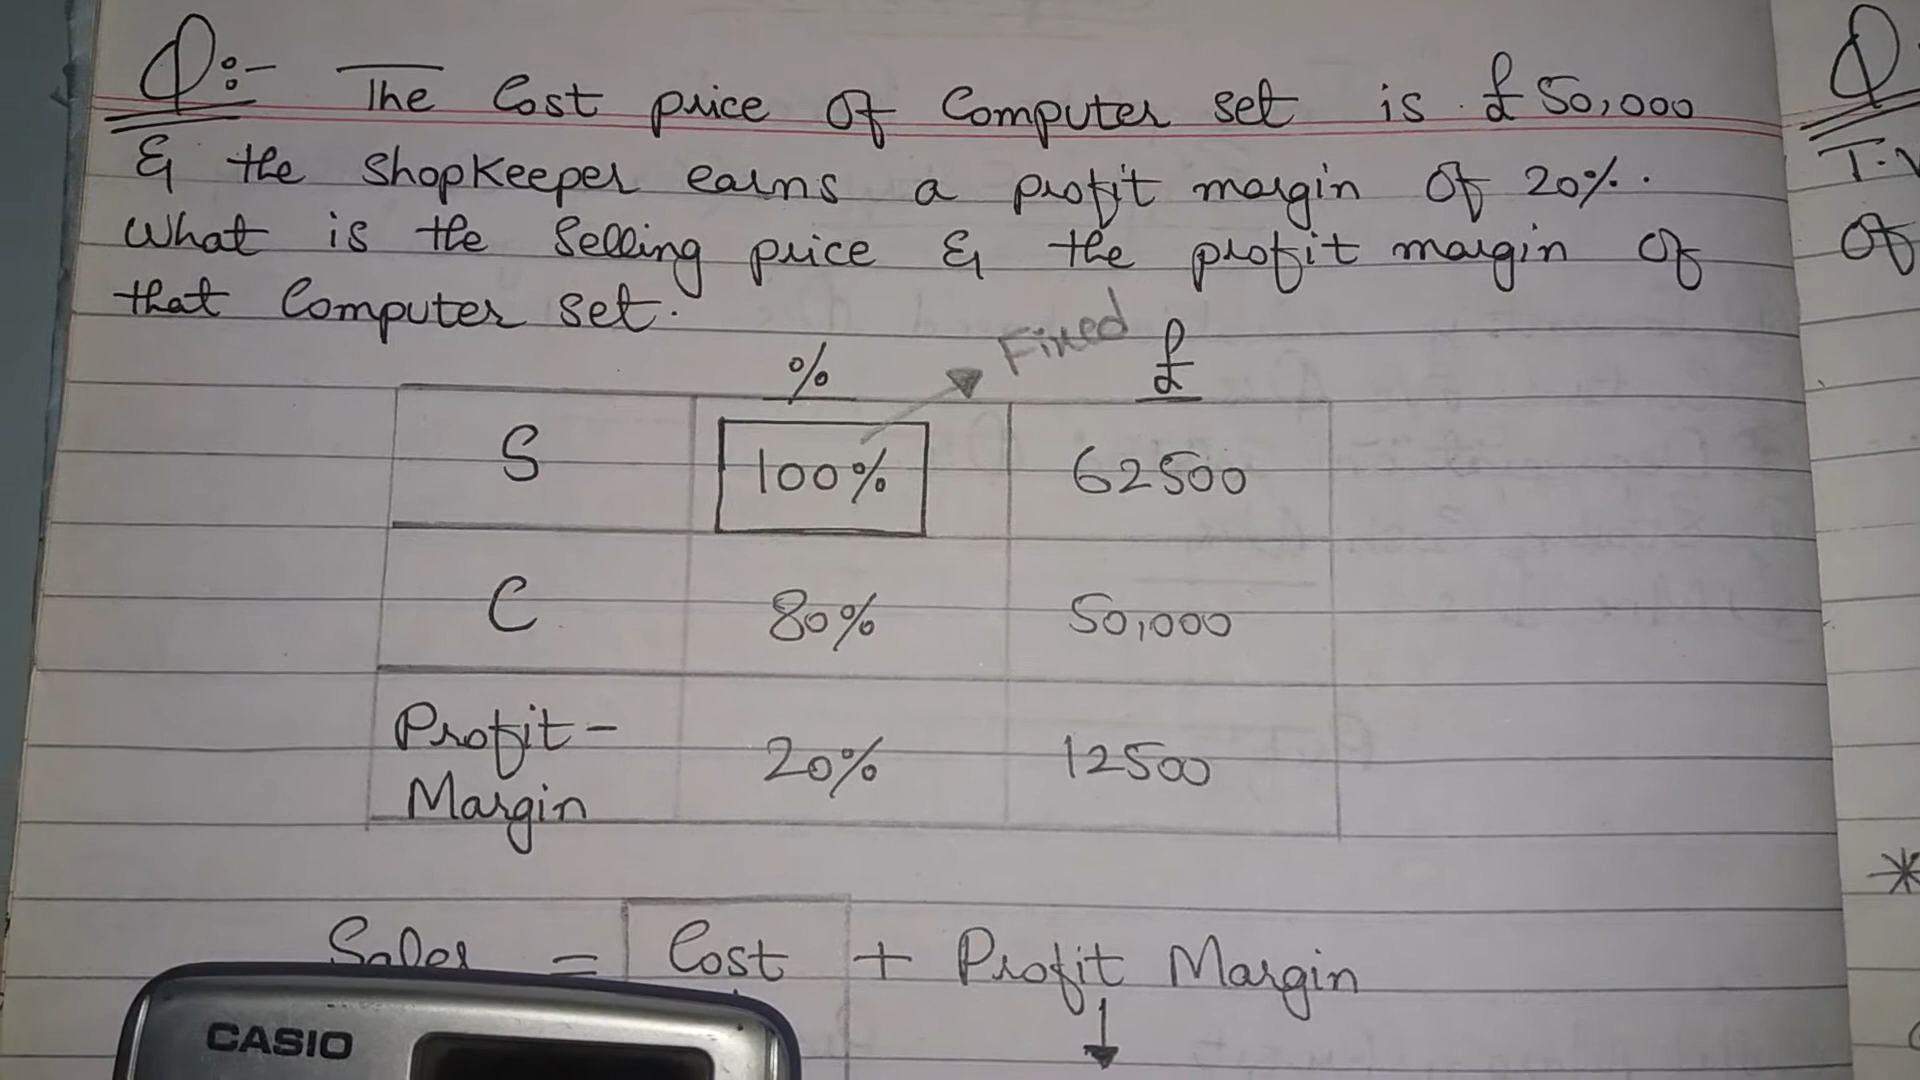 Q:- The Cost price of Computer set is £50,000
& the shopkeeper earns a profit margin of 20%.
What is the Selling price & the profit margin of
that Computer set.
Fixed
% £
S 100% 62500
C 80% 50,000
Profit-
Margin 20% 12500
Sales = Cost + Profit Margin
CASIO
Q
T.V
of
*